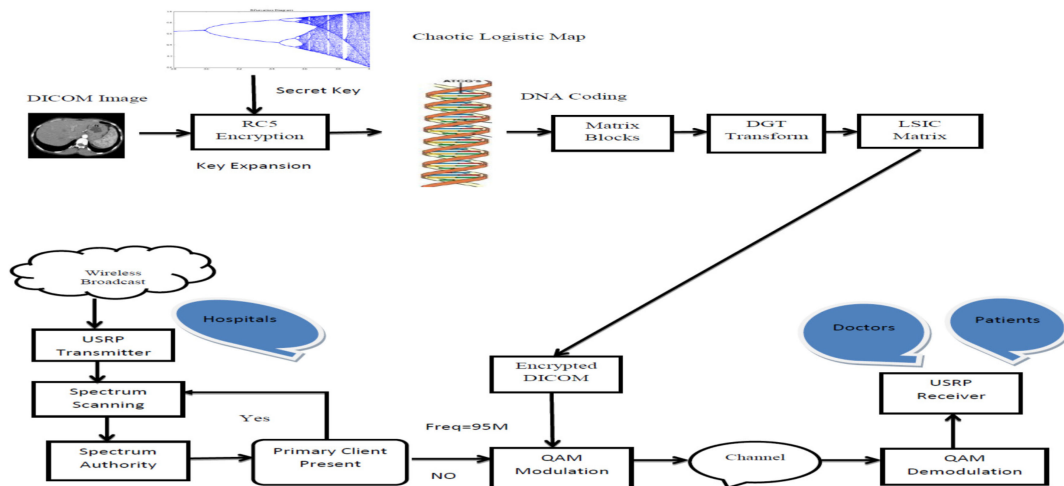 Chaotic Logistic Map
Secret Key
DICOM Image
RC5
Encryption
Key Expansion
ATCG'S
DNA Coding
Matrix
Blocks
DGT
Transform
LSIC
Matrix
Wireless
Broadcast
Hospitals
USRP
Transmitter
Spectrum
Scanning
Spectrum
Authority
Yes
Primary Client
Present
NO
Freq=95M
Encrypted
DICOM
QAM
Modulation
Channel
QAM
Demodulation
USRP
Receiver
Doctors
Patients